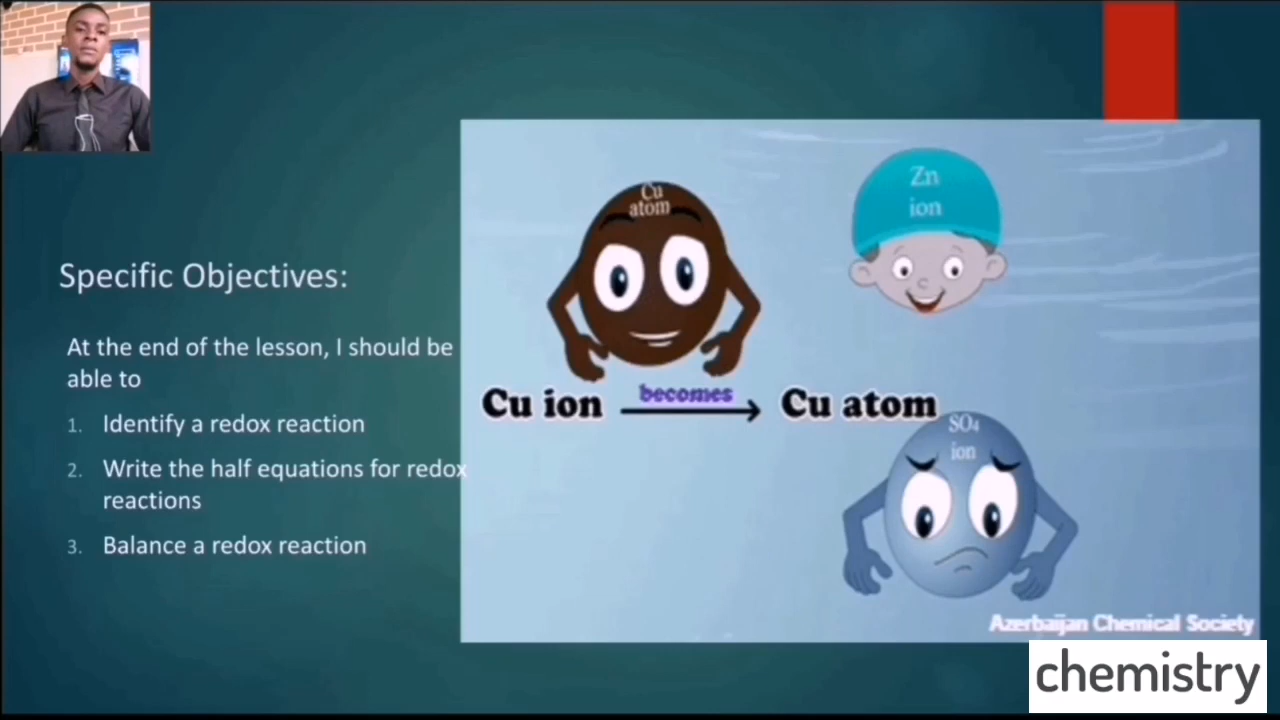 Specific Objectives:
At the end of the lesson, I should be
able to
1. Identify a redox reaction
2. Write the half equations for redox
reactions
3. Balance a redox reaction
Cu
atom
Zn
ion
Cu ion becomes Cu atom
SO₄
ion
Azerbaijan Chemical Society
chemistry